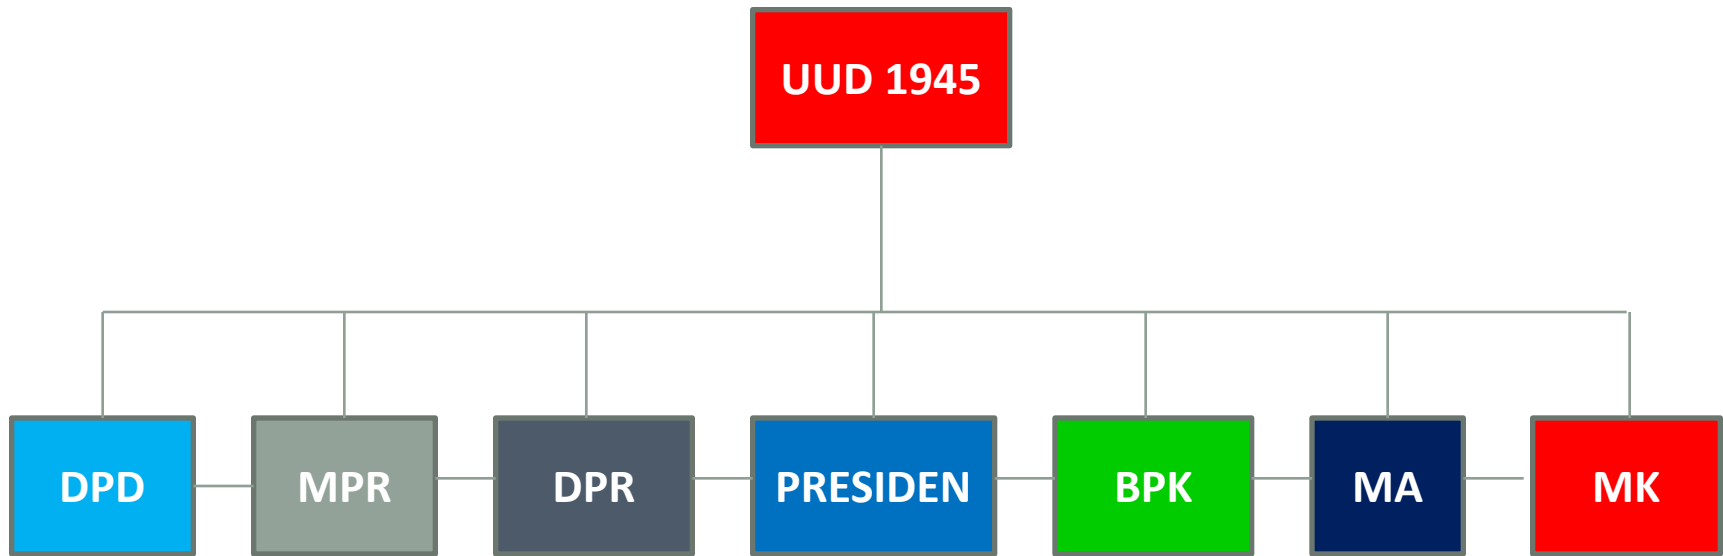 UUD 1945
DPD
MPR
DPR
PRESIDEN
BPK
MA
MK